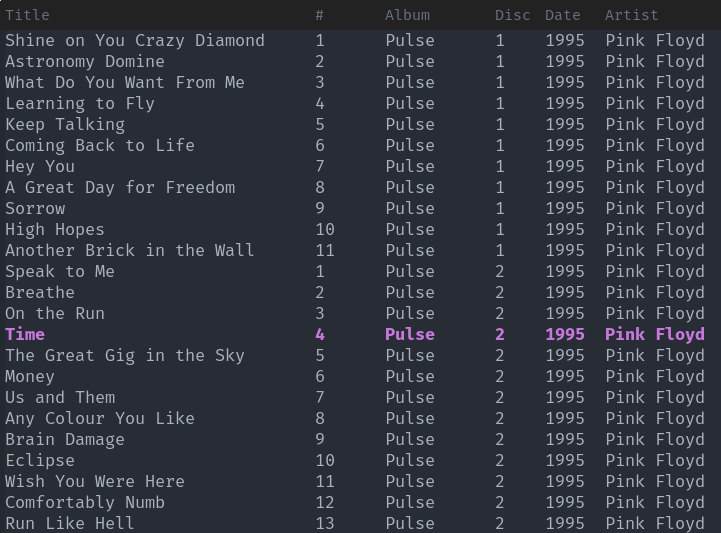 Title # Album Disc Date Artist
Shine on You Crazy Diamond 1 Pulse 1 1995 Pink Floyd
Astronomy Domine 2 Pulse 1 1995 Pink Floyd
What Do You Want From Me 3 Pulse 1 1995 Pink Floyd
Learning to Fly 4 Pulse 1 1995 Pink Floyd
Keep Talking 5 Pulse 1 1995 Pink Floyd
Coming Back to Life 6 Pulse 1 1995 Pink Floyd
Hey You 7 Pulse 1 1995 Pink Floyd
A Great Day for Freedom 8 Pulse 1 1995 Pink Floyd
Sorrow 9 Pulse 1 1995 Pink Floyd
High Hopes 10 Pulse 1 1995 Pink Floyd
Another Brick in the Wall 11 Pulse 1 1995 Pink Floyd
Speak to Me 1 Pulse 2 1995 Pink Floyd
Breathe 2 Pulse 2 1995 Pink Floyd
On the Run 3 Pulse 2 1995 Pink Floyd
Time 4 Pulse 2 1995 Pink Floyd
The Great Gig in the Sky 5 Pulse 2 1995 Pink Floyd
Money 6 Pulse 2 1995 Pink Floyd
Us and Them 7 Pulse 2 1995 Pink Floyd
Any Colour You Like 8 Pulse 2 1995 Pink Floyd
Brain Damage 9 Pulse 2 1995 Pink Floyd
Eclipse 10 Pulse 2 1995 Pink Floyd
Wish You Were Here 11 Pulse 2 1995 Pink Floyd
Comfortably Numb 12 Pulse 2 1995 Pink Floyd
Run Like Hell 13 Pulse 2 1995 Pink Floyd